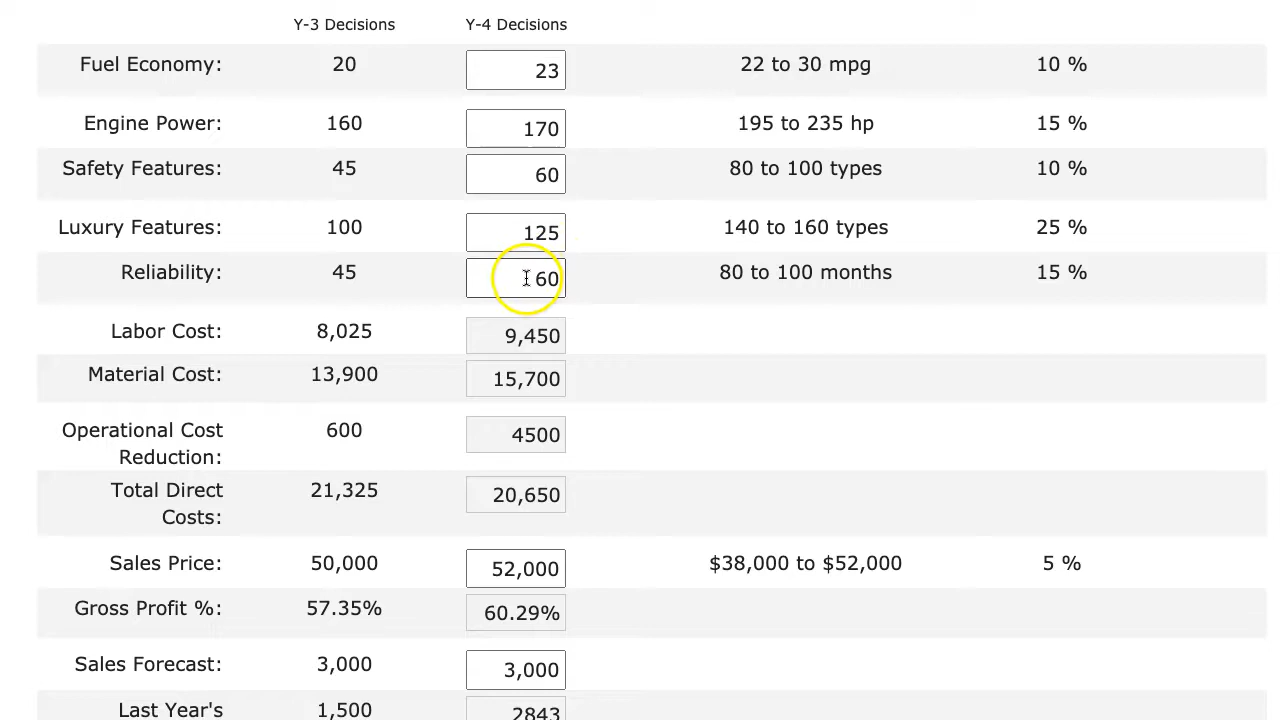 Y-3 Decisions Y-4 Decisions
Fuel Economy: 20 23 22 to 30 mpg 10 %
Engine Power: 160 170 195 to 235 hp 15 %
Safety Features: 45 60 80 to 100 types 10 %
Luxury Features: 100 125 140 to 160 types 25 %
Reliability: 45 60 80 to 100 months 15 %
Labor Cost: 8,025 9,450
Material Cost: 13,900 15,700
Operational Cost 600 4500
Reduction:
Total Direct 21,325 20,650
Costs:
Sales Price: 50,000 52,000 $38,000 to $52,000 5 %
Gross Profit %: 57.35% 60.29%
Sales Forecast: 3,000 3,000
Last Year's 1,500 2843